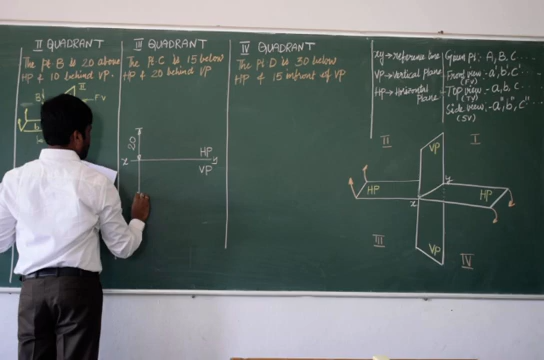 II QUADRANT
The pt B is 20 above
HP & 10 behind VP.
II
B
FV
III QUADRANT
The pt C is 15 below
HP & 20 behind VP
20
x
HP
y
VP
IV QUADRANT
The pt D is 30 below
HP & 15 infront of VP
xy → reference line
VP → Vertical plane
HP → Horizontal
plane
Given pt:- A, B, C...
Front view - a', b', c'...
(FV)
Top view - a, b, c...
(TV)
Side view - a", b", c"
(SV)
II
I
VP
y
HP
HP
x
III
VP
IV